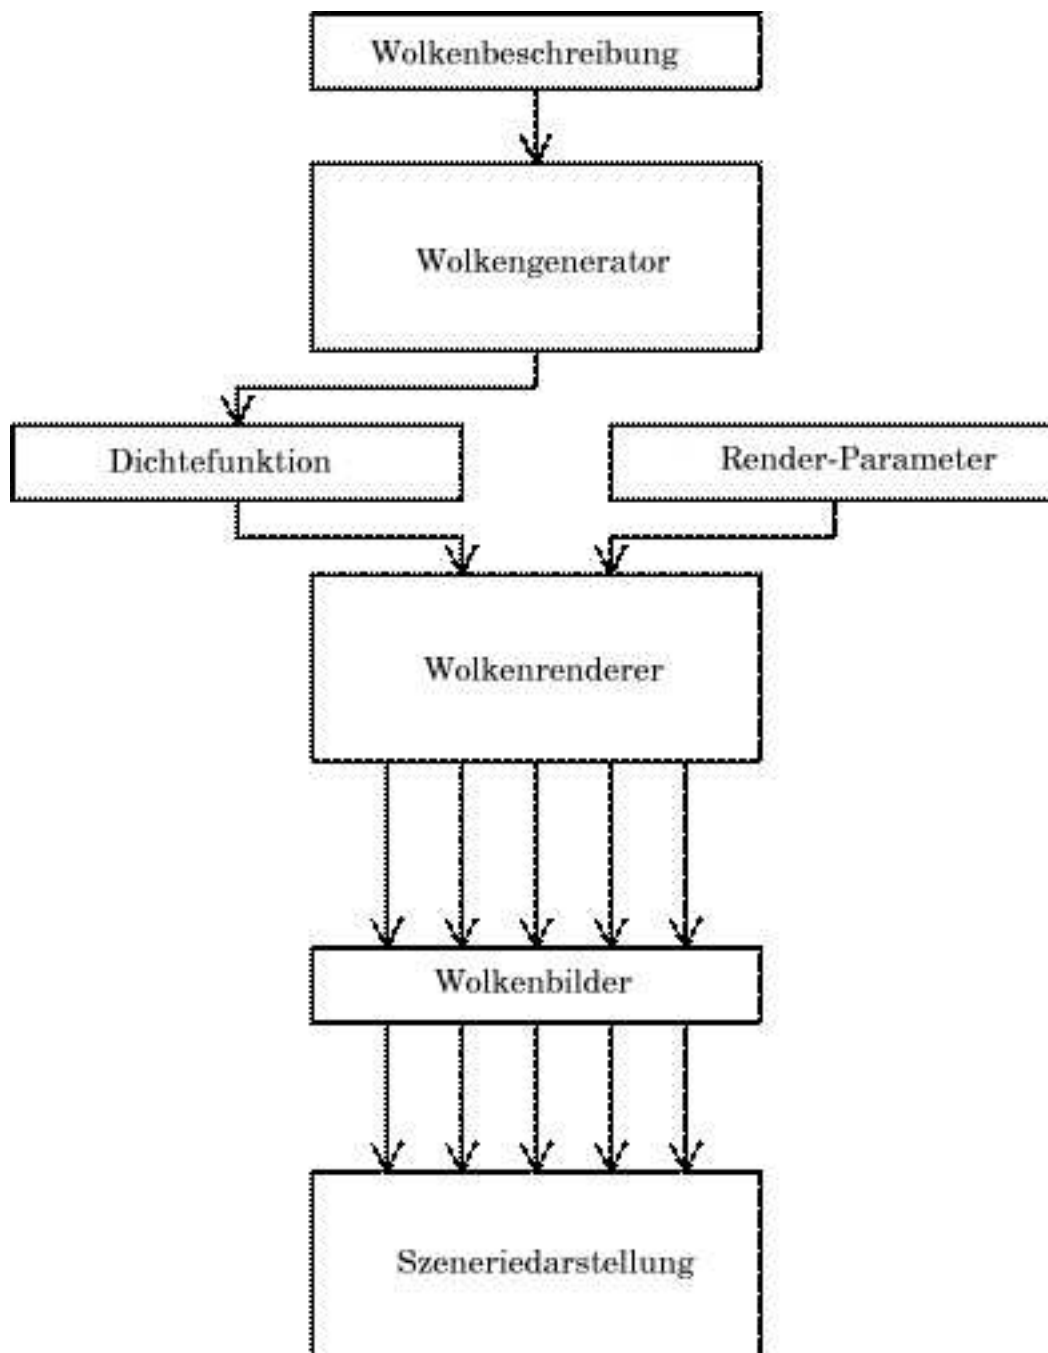 Wolkenbeschreibung
Wolkengenerator
Dichtefunktion
Render-Parameter
Wolkenrenderer
Wolkenbilder
Szeneriedarstellung